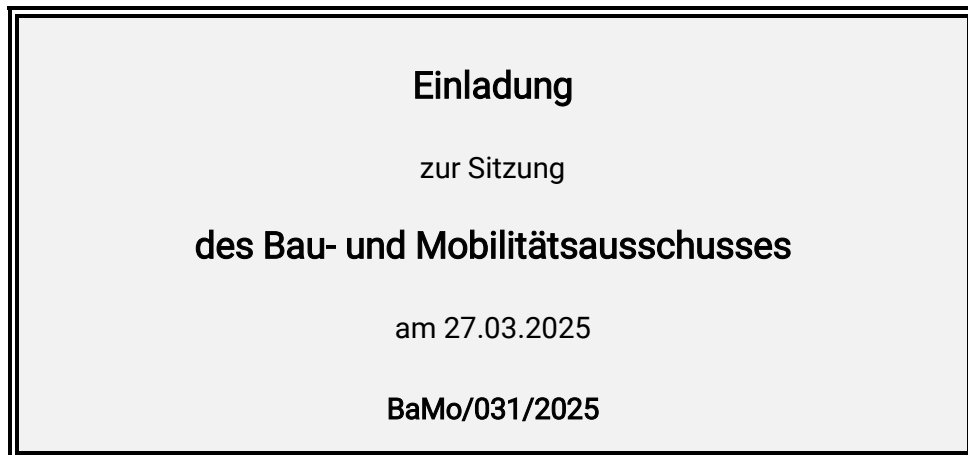 Einladung
zur Sitzung
des Bau- und Mobilitätsausschusses
am 27.03.2025
BaMo/031/2025